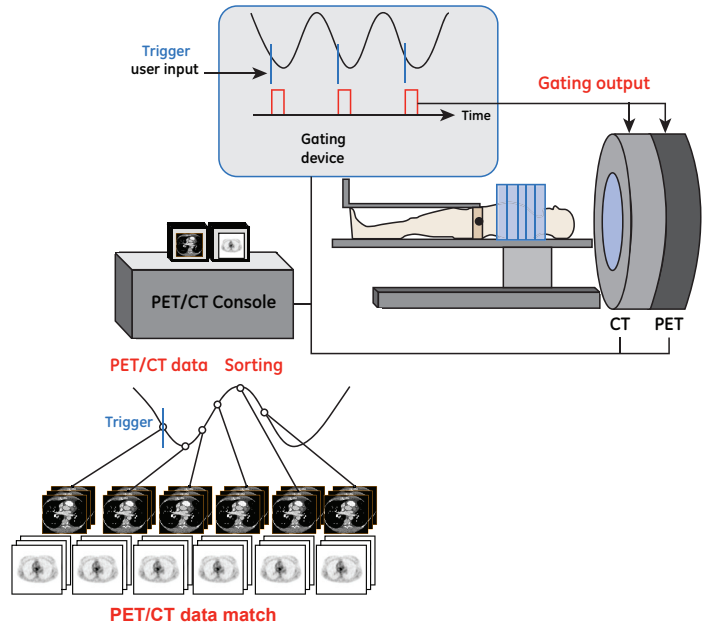 Trigger
user input
Time
Gating
device
Gating output
PET/CT Console
CT
PET
PET/CT data
Sorting
Trigger
PET/CT data match